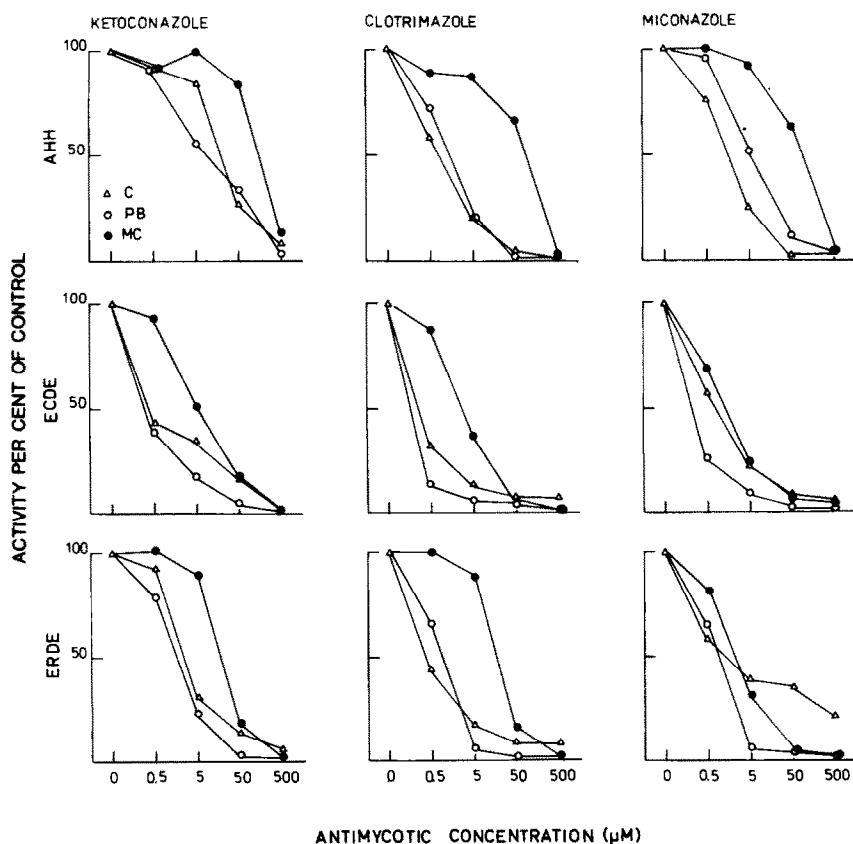 KETOCONAZOLE CLOTRIMAZOLE MICONAZOLE
ACTIVITY PER CENT OF CONTROL
AHH
100
50
C
PB
MC
ECDE
100
50
ERDE
100
50
0 0.5 5 50 500 0 0.5 5 50 500 0 0.5 5 50 500
ANTIMYCOTIC CONCENTRATION (µM)